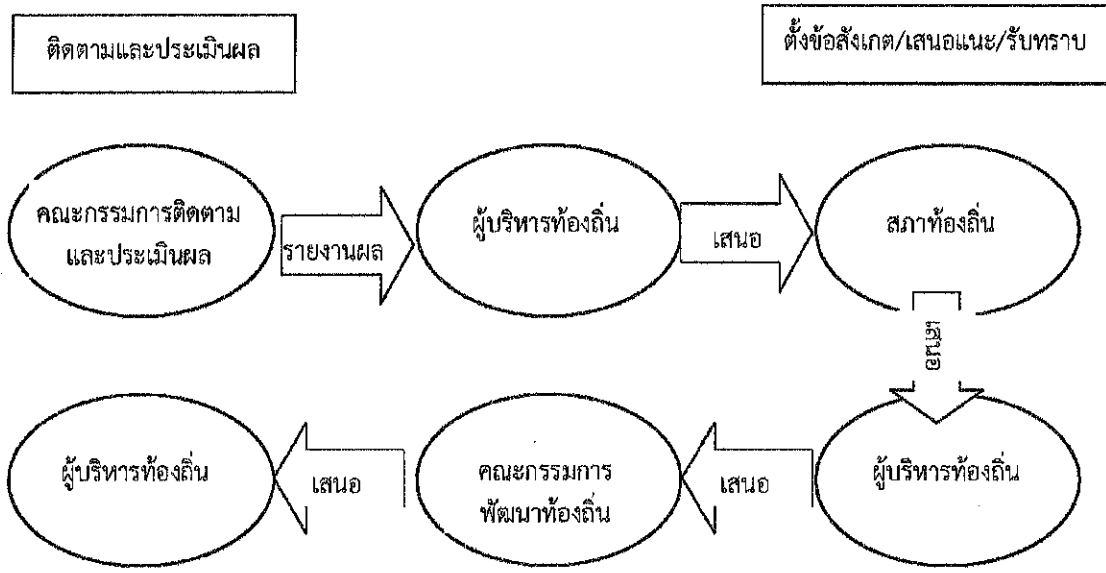 ติดตามและประเมินผล
ตั้งข้อสังเกต/เสนอแนะ/รับทราบ
คณะกรรมการติดตาม
และประเมินผล
รายงานผล
ผู้บริหารท้องถิ่น
เสนอ
สภาท้องถิ่น
เสนอ
ผู้บริหารท้องถิ่น
เสนอ
คณะกรรมการ
พัฒนาท้องถิ่น
เสนอ
ผู้บริหารท้องถิ่น